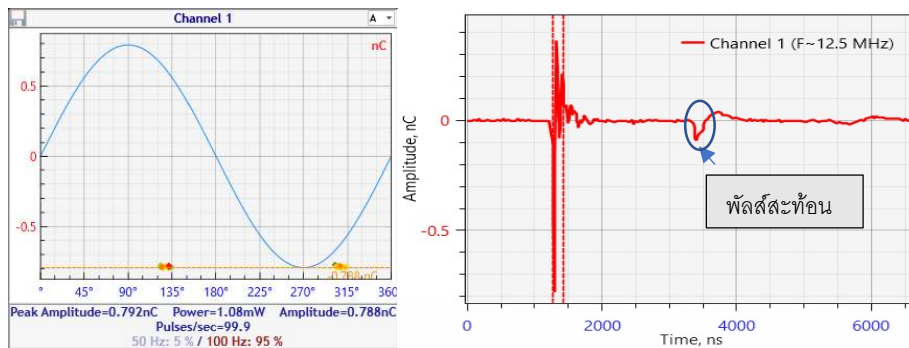 Channel 1
A
nC
0.5
0
-0.5
-0.788 nC
0 45° 90° 135° 180° 225° 270° 315° 360
Peak Amplitude=0.792nC Power=1.08mW Amplitude=0.788nC
Pulses/sec=99.9
50 Hz: 5 % / 100 Hz: 95 %
Channel 1 (F~12.5 MHz)
Amplitude, nC
0
-0.5
พัลส์สะท้อน
0 2000 4000 6000
Time, ns